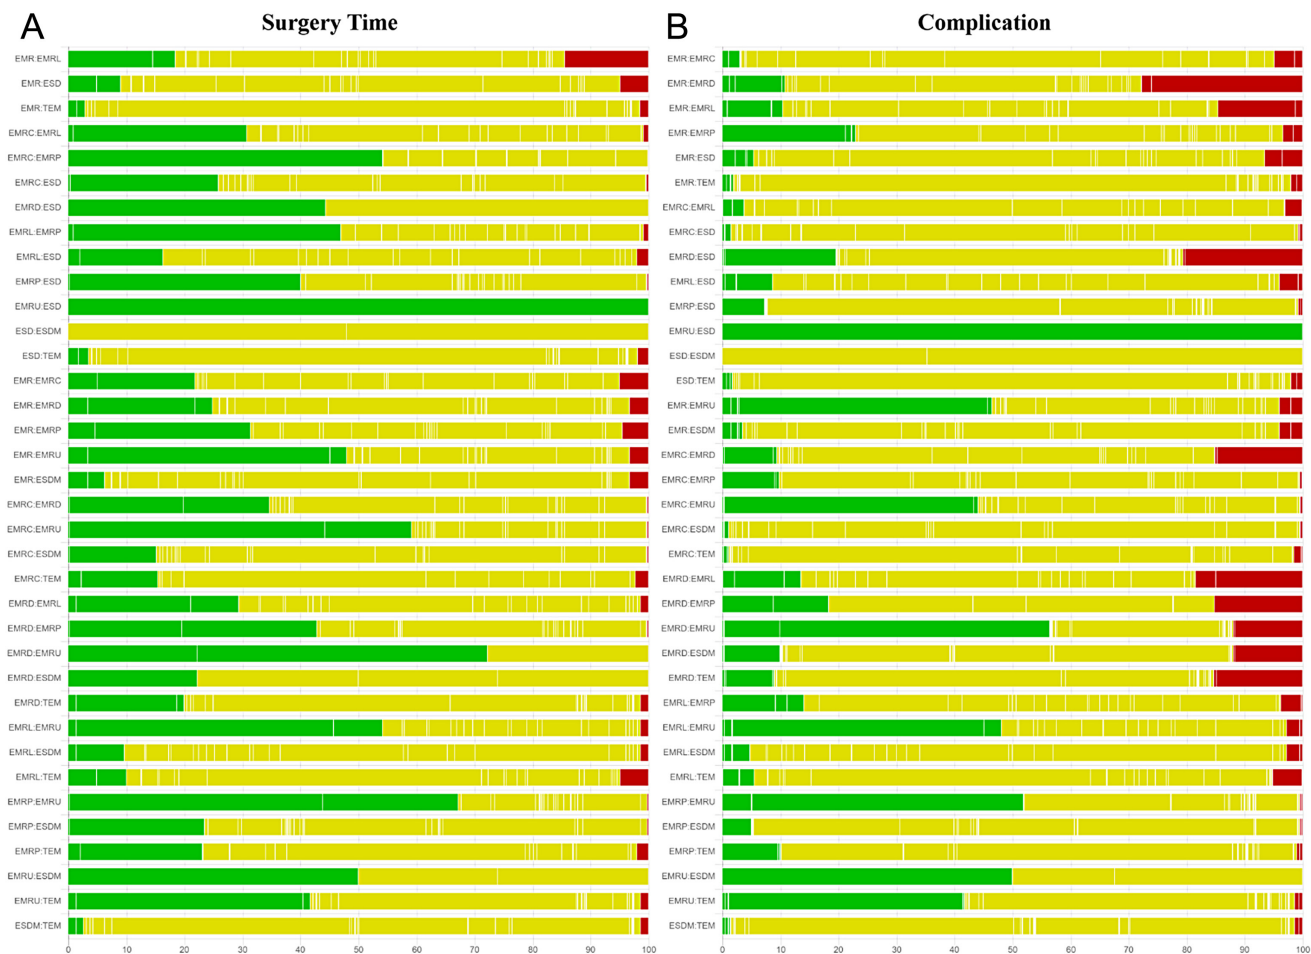 A
Surgery Time
EMR:EMRL
EMR:ESD
EMR:TEM
EMRC:EMRL
EMRC:EMRP
EMRC:ESD
EMRD:ESD
EMRL:EMRP
EMRL:ESD
EMRP:ESD
EMRU:ESD
ESD:ESDM
ESD:TEM
EMR:EMRC
EMR:EMRD
EMR:EMRP
EMR:EMRU
EMR:ESDM
EMRC:EMRD
EMRC:EMRU
EMRC:ESDM
EMRC:TEM
EMRD:EMRL
EMRD:EMRP
EMRD:EMRU
EMRD:ESDM
EMRD:TEM
EMRL:EMRU
EMRL:ESDM
EMRL:TEM
EMRP:EMRU
EMRP:ESDM
EMRP:TEM
EMRU:ESDM
EMRU:TEM
ESDM:TEM
0 10 20 30 40 50 60 70 80 90 100
B
Complication
EMR:EMRC
EMR:EMRD
EMR:EMRL
EMR:EMRP
EMR:ESD
EMR:TEM
EMRC:EMRL
EMRC:ESD
EMRD:ESD
EMRL:ESD
EMRP:ESD
EMRU:ESD
ESD:ESDM
ESD:TEM
EMR:EMRU
EMR:ESDM
EMRC:EMRD
EMRC:EMRP
EMRC:EMRU
EMRC:ESDM
EMRC:TEM
EMRD:EMRL
EMRD:EMRP
EMRD:EMRU
EMRD:ESDM
EMRD:TEM
EMRL:EMRP
EMRL:EMRU
EMRL:ESDM
EMRL:TEM
EMRP:EMRU
EMRP:ESDM
EMRP:TEM
EMRU:ESDM
EMRU:TEM
ESDM:TEM
0 10 20 30 40 50 60 70 80 90 100